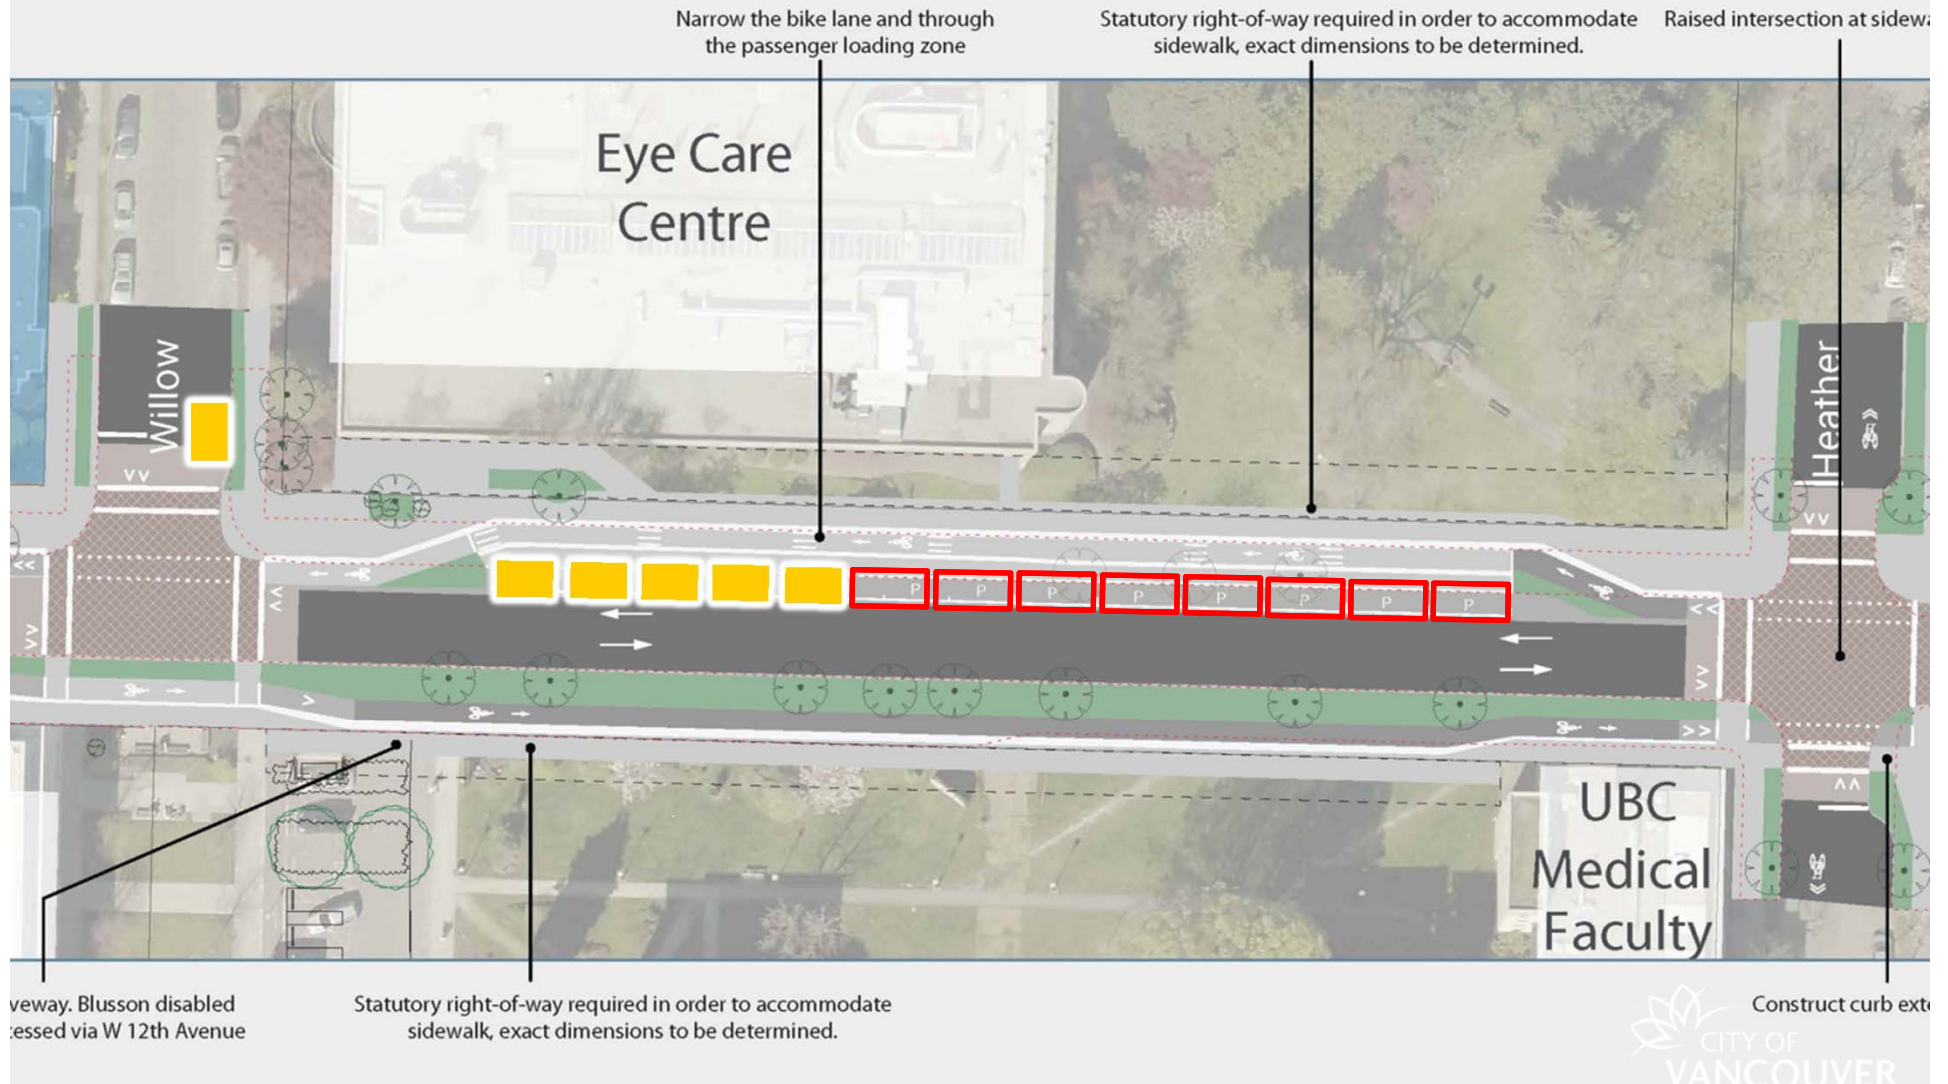 Narrow the bike lane and through
the passenger loading zone
Statutory right-of-way required in order to accommodate
sidewalk, exact dimensions to be determined.
Raised intersection at sidewa
Eye Care
Centre
Willow
Heather
P
P
P
P
P
P
P
P
UBC
Medical
Faculty
veway. Blusson disabled
cessed via W 12th Avenue
Statutory right-of-way required in order to accommodate
sidewalk, exact dimensions to be determined.
Construct curb exte
CITY OF
VANCOUVER